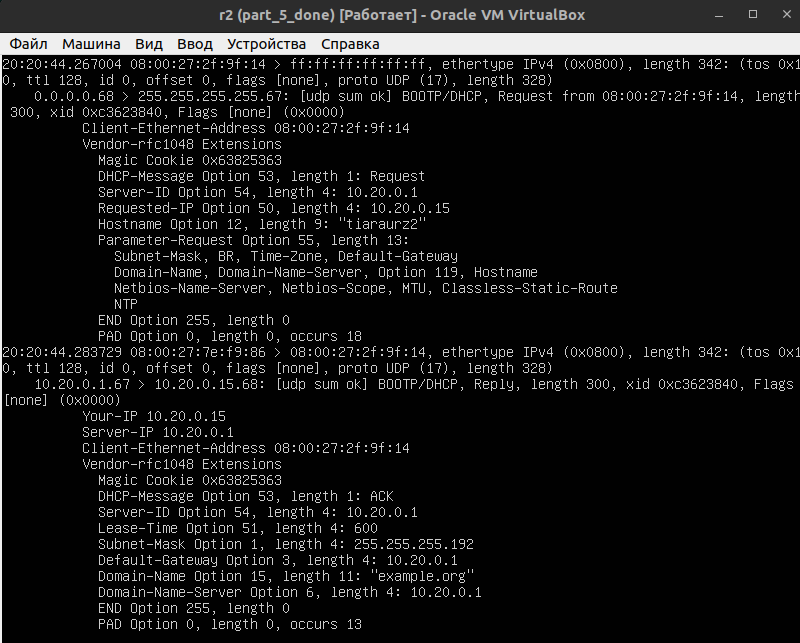 r2 (part_5_done) [Работает] - Oracle VM VirtualBox
Файл Машина Вид Ввод Устройства Справка
20:20:44.267004 08:00:27:2f:9f:14 > ff:ff:ff:ff:ff:ff, ethertype IPv4 (0x0800), length 342: (tos 0x1
0, ttl 128, id 0, offset 0, flags [none], proto UDP (17), length 328)
0.0.0.0.68 > 255.255.255.255.67: [udp sum ok] BOOTP/DHCP, Request from 08:00:27:2f:9f:14, length
300, xid 0xc3623840, Flags [none] (0x0000)
Client-Ethernet-Address 08:00:27:2f:9f:14
Vendor-rfc1048 Extensions
Magic Cookie 0x63825363
DHCP-Message Option 53, length 1: Request
Server-ID Option 54, length 4: 10.20.0.1
Requested-IP Option 50, length 4: 10.20.0.15
Hostname Option 12, length 9: "tiaraurz2"
Parameter-Request Option 55, length 13:
Subnet-Mask, BR, Time-Zone, Default-Gateway
Domain-Name, Domain-Name-Server, Option 119, Hostname
Netbios-Name-Server, Netbios-Scope, MTU, Classless-Static-Route
NTP
END Option 255, length 0
PAD Option 0, length 0, occurs 18
20:20:44.283729 08:00:27:7e:f9:86 > 08:00:27:2f:9f:14, ethertype IPv4 (0x0800), length 342: (tos 0x1
0, ttl 128, id 0, offset 0, flags [none], proto UDP (17), length 328)
10.20.0.1.67 > 10.20.0.15.68: [udp sum ok] BOOTP/DHCP, Reply, length 300, xid 0xc3623840, Flags
[none] (0x0000)
Your-IP 10.20.0.15
Server-IP 10.20.0.1
Client-Ethernet-Address 08:00:27:2f:9f:14
Vendor-rfc1048 Extensions
Magic Cookie 0x63825363
DHCP-Message Option 53, length 1: ACK
Server-ID Option 54, length 4: 10.20.0.1
Lease-Time Option 51, length 4: 600
Subnet-Mask Option 1, length 4: 255.255.255.192
Default-Gateway Option 3, length 4: 10.20.0.1
Domain-Name Option 15, length 11: "example.org"
Domain-Name-Server Option 6, length 4: 10.20.0.1
END Option 255, length 0
PAD Option 0, length 0, occurs 13